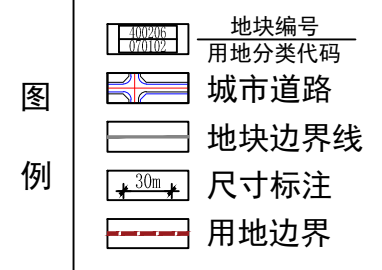 图例
400206 地块编号
070102 用地分类代码
城市道路
地块边界线
30m 尺寸标注
用地边界